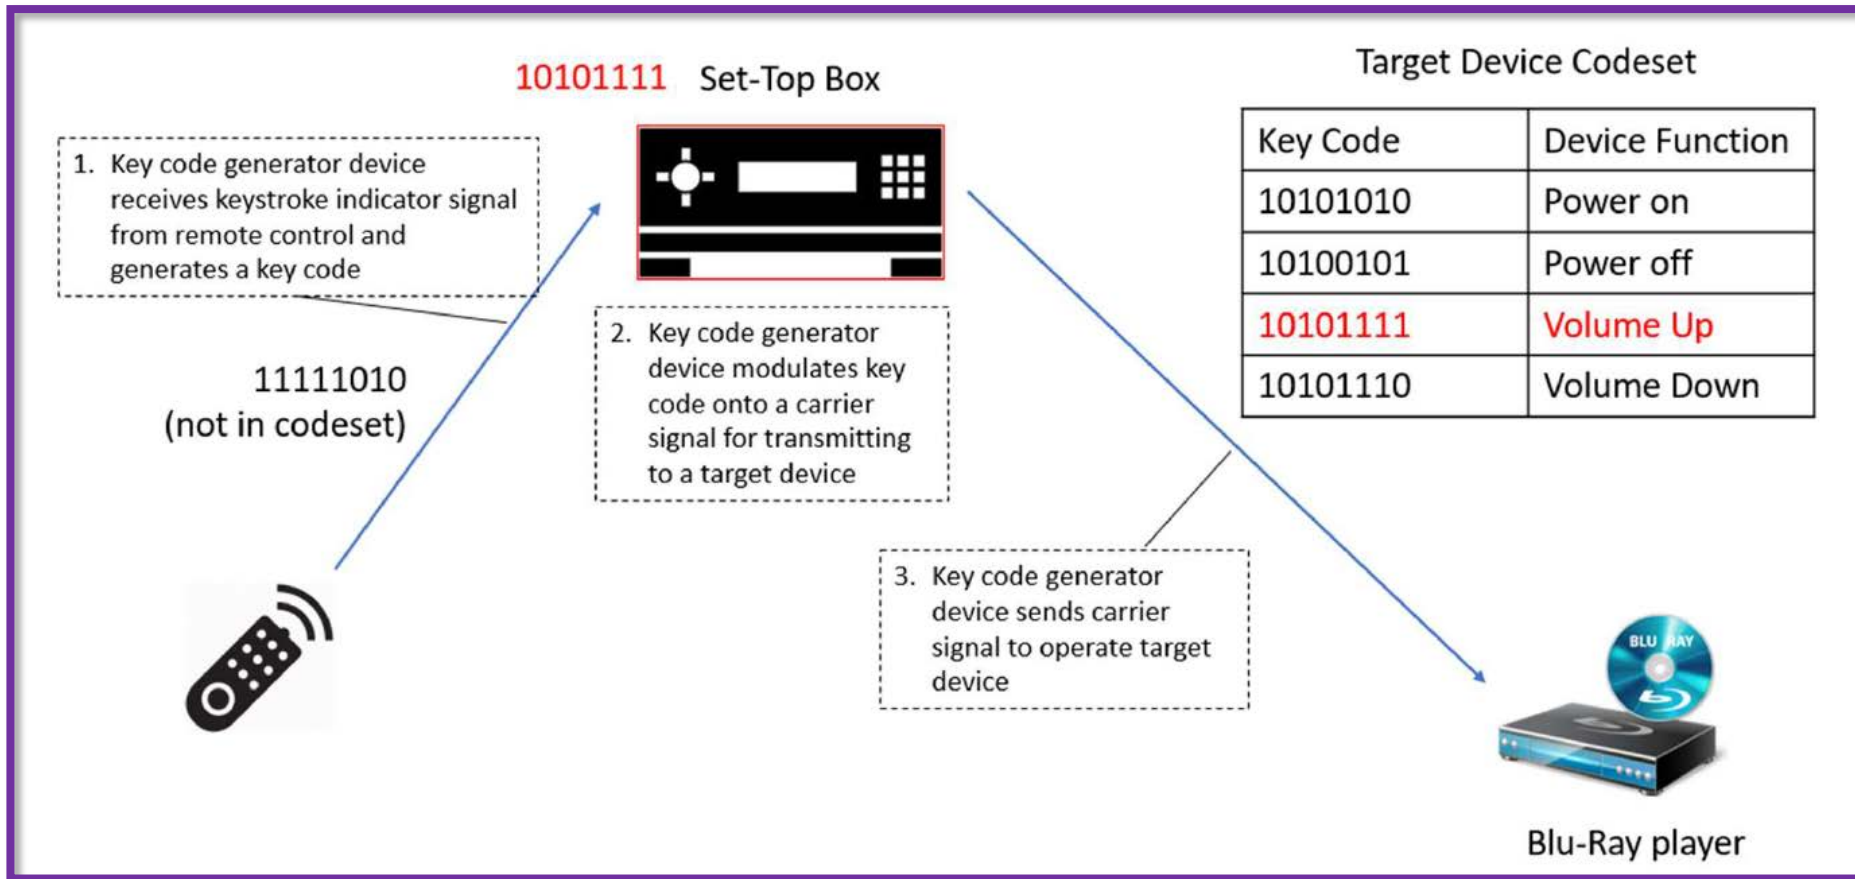 10101111 Set-Top Box
1. Key code generator device
receives keystroke indicator signal
from remote control and
generates a key code
11111010
(not in codeset)
2. Key code generator
device modulates key
code onto a carrier
signal for transmitting
to a target device
3. Key code generator
device sends carrier
signal to operate target
device
Target Device Codeset
Key Code Device Function
10101010 Power on
10100101 Power off
10101111 Volume Up
10101110 Volume Down
BLU RAY
Blu-Ray player